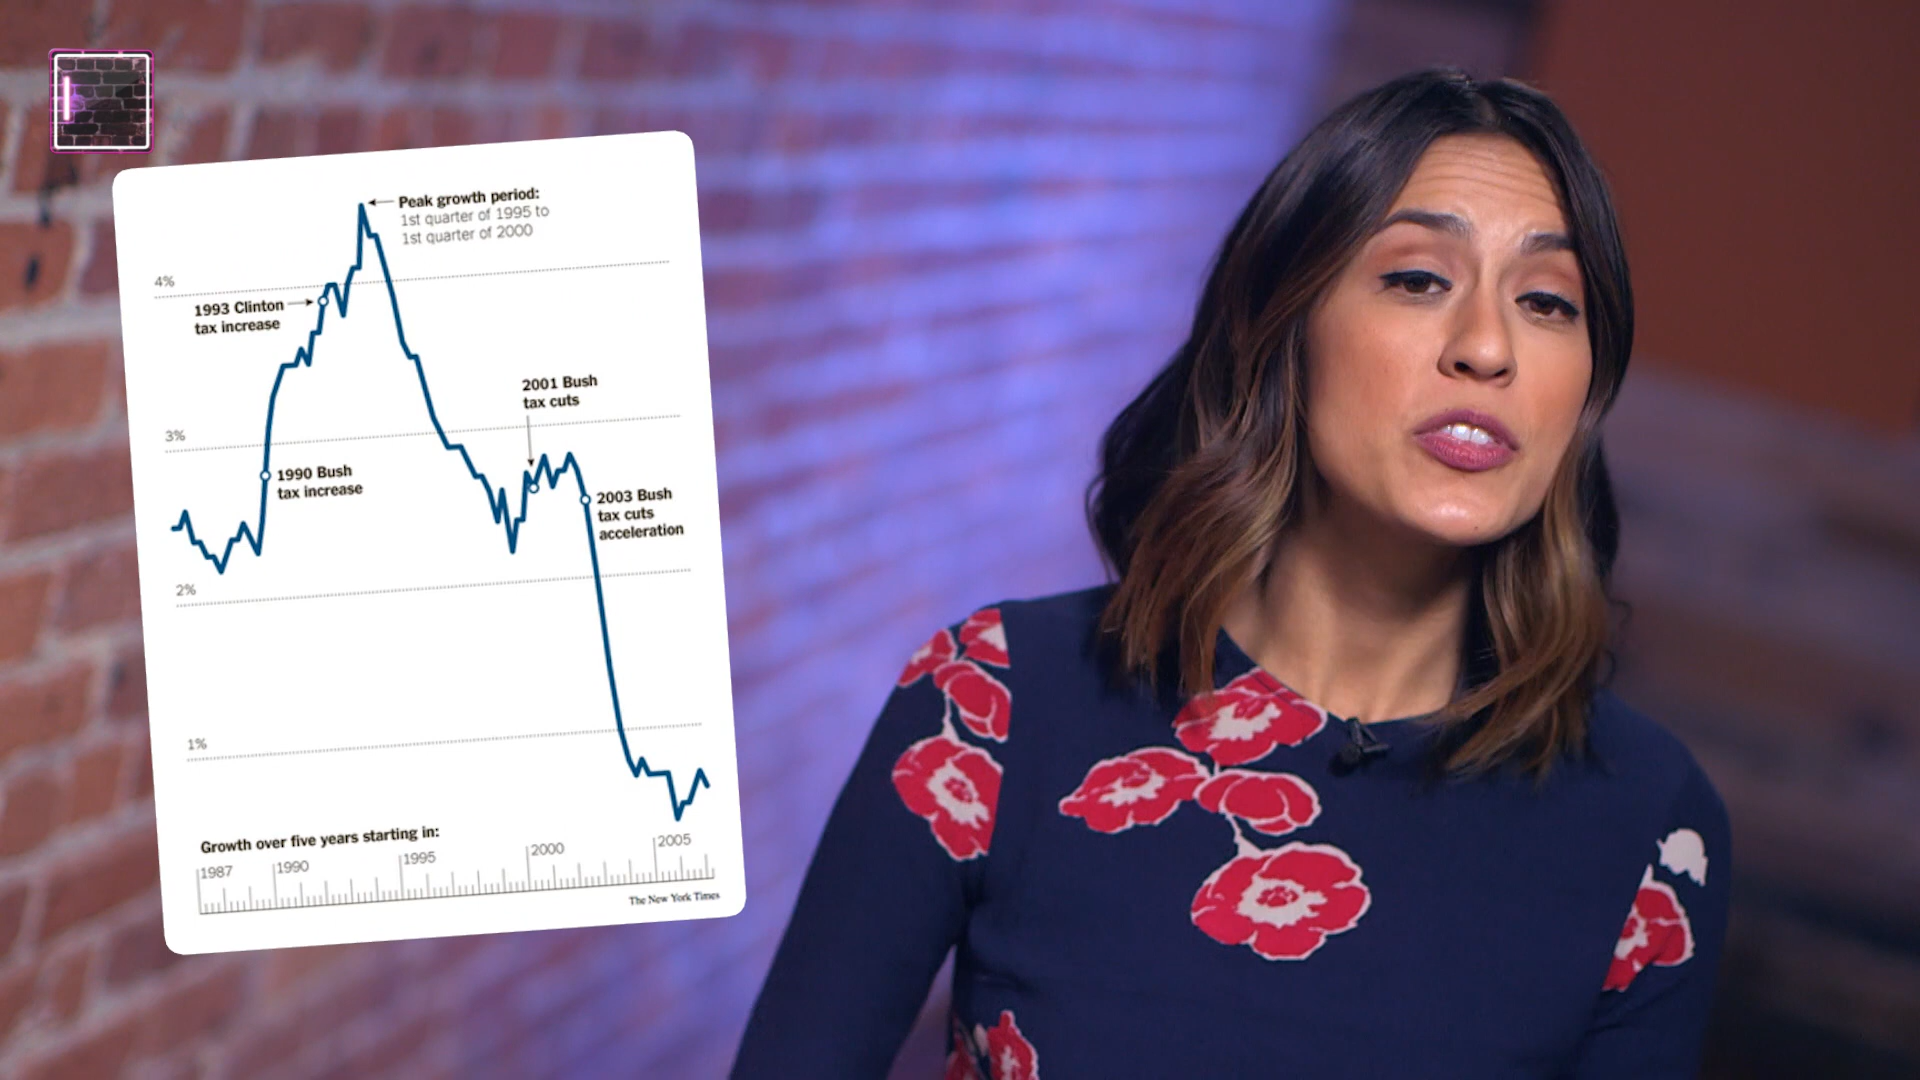 Peak growth period:
1st quarter of 1995 to
1st quarter of 2000
4%
1993 Clinton
tax increase
2001 Bush
tax cuts
3%
1990 Bush
tax increase
2003 Bush
tax cuts
acceleration
2%
1%
Growth over five years starting in:
1987 1990 1995 2000 2005
The New York Times